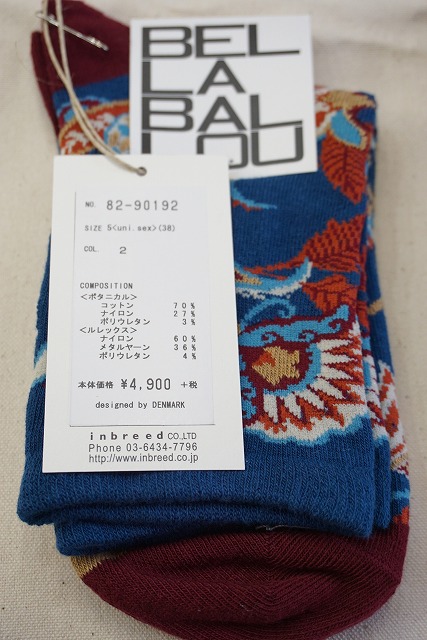 BEL
LA
BAL
LOU
NO. 82-90192
SIZE 5<uni.sex>(38)
COL. 2
COMPOSITION
<ボタニカル>
コットン 70%
ナイロン 27%
ポリウレタン 3%
<ルレックス>
ナイロン 60%
メタルヤーン 36%
ポリウレタン 4%
本体価格 ¥4,900 +税
designed by DENMARK
inbreed CO.,LTD
Phone 03-6434-7796
http://www.inbreed.co.jp